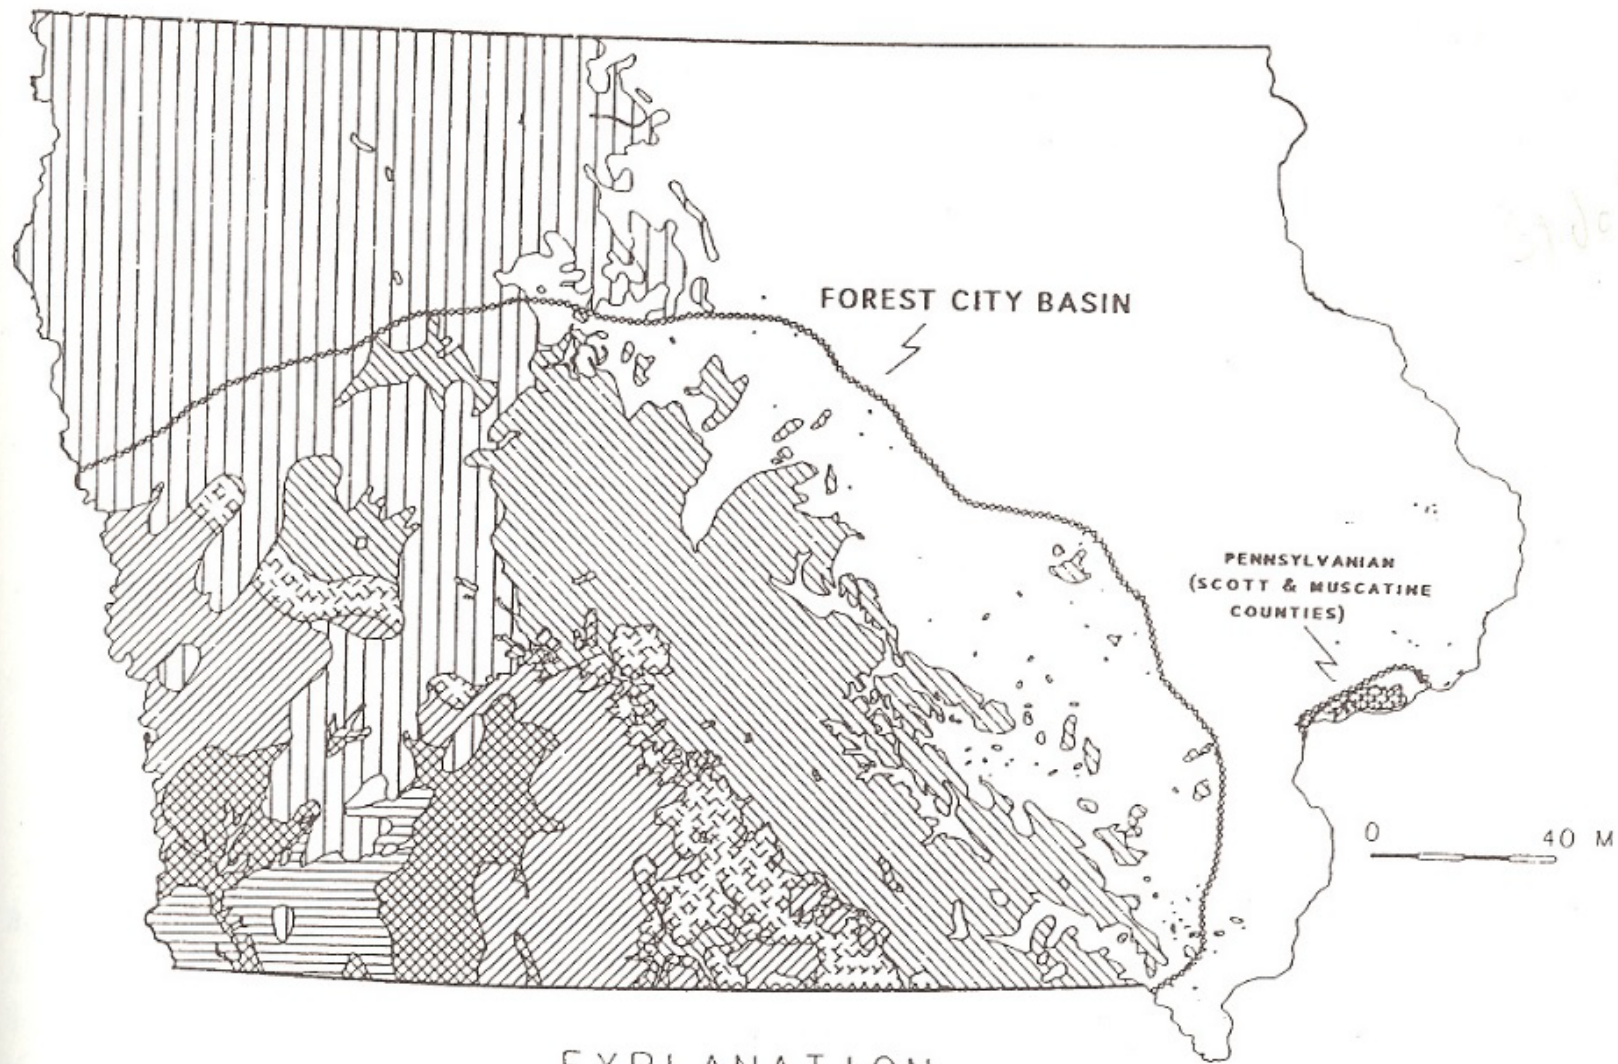 FOREST CITY BASIN
PENNSYLVANIAN
(SCOTT & MUSCATINE
COUNTIES)
0 40 M
EXPLANATION